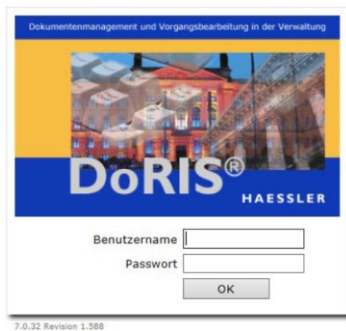 Dokumentenmanagement und Vorgangsbearbeitung in der Verwaltung
DoRIS®
HAESSLER
Benutzername
Passwort
OK
7.0.32 Revision 1.588